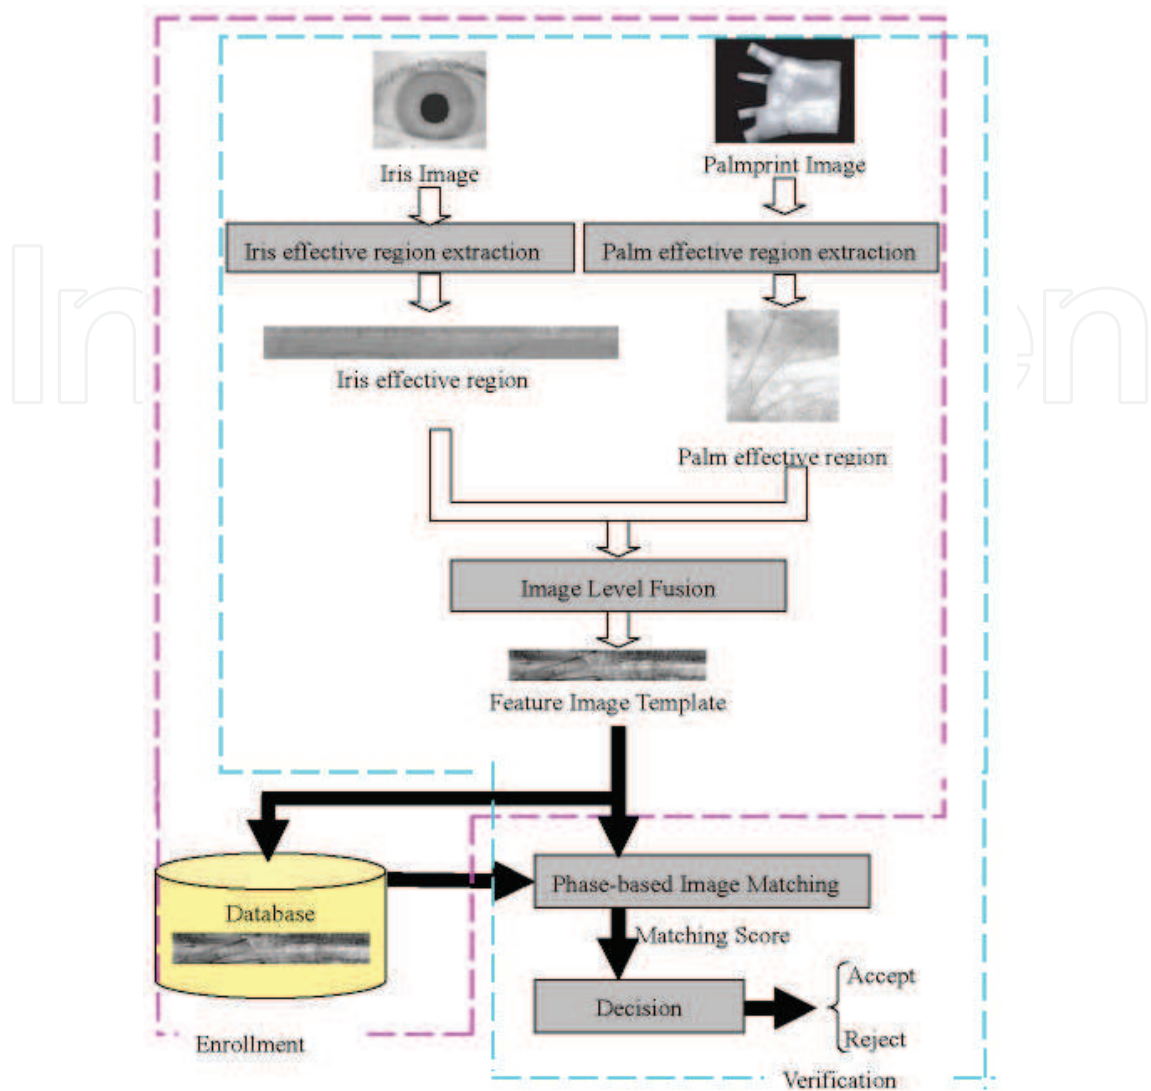 Iris Image
Palmprint Image
Iris effective region extraction
Palm effective region extraction
Iris effective region
Palm effective region
Image Level Fusion
Feature Image Template
Phase-based Image Matching
Database
Matching Score
Decision
Accept
Reject
Enrollment
Verification